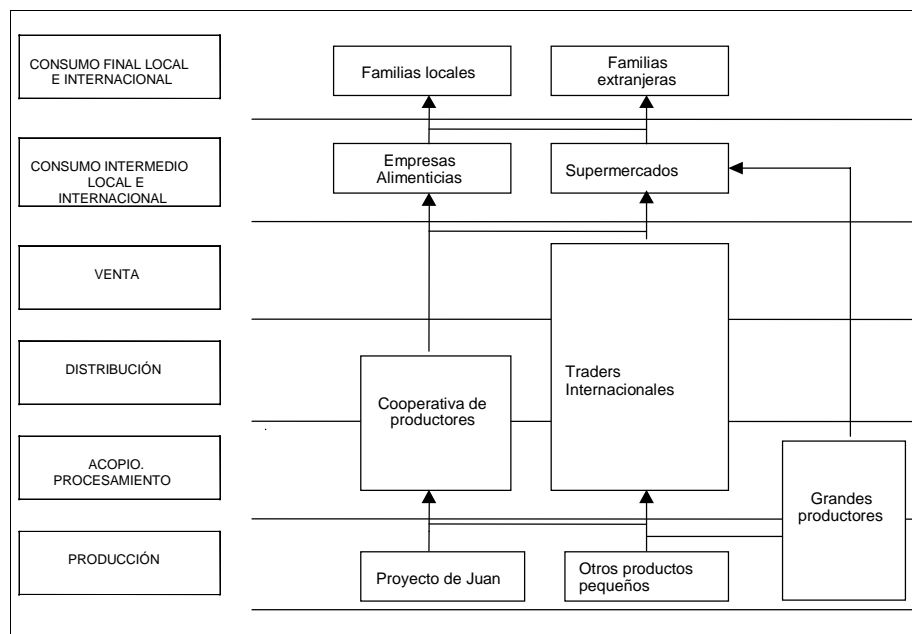 CONSUMO FINAL LOCAL
E INTERNACIONAL
Familias locales
Familias
extranjeras
CONSUMO INTERMEDIO
LOCAL E
INTERNACIONAL
Empresas
Alimenticias
Supermercados
VENTA
DISTRIBUCIÓN
Cooperativa de
productores
Traders
Internacionales
ACOPIO.
PROCESAMIENTO
Grandes
productores
PRODUCCIÓN
Proyecto de Juan
Otros productos
pequeños